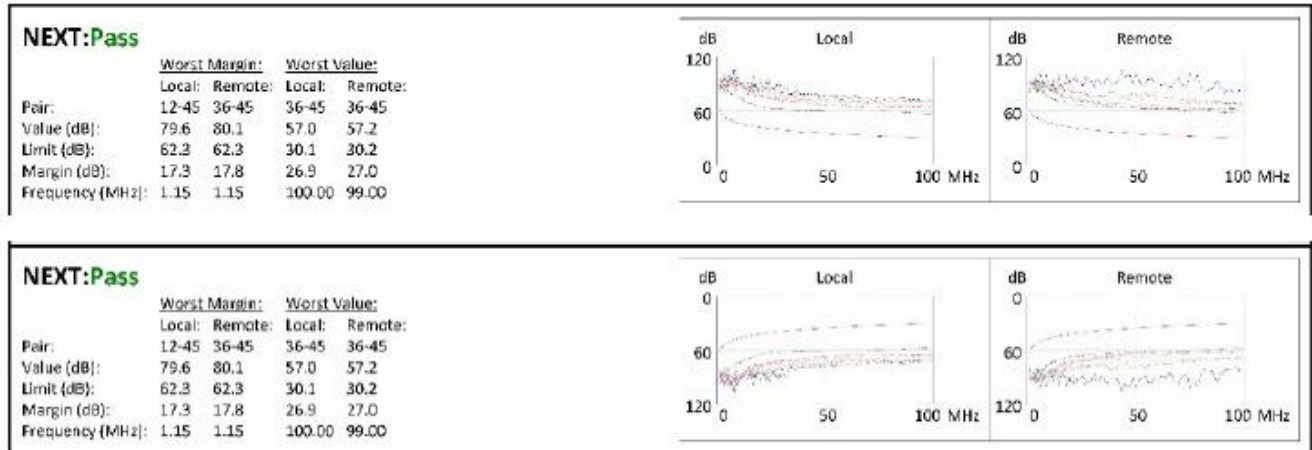 NEXT:Pass
Worst Margin: Worst Value:
Local: Remote: Local: Remote:
Pair: 12-45 36-45 36-45 36-45
Value (dB): 79.6 80.1 57.0 57.2
Limit (dB): 62.3 62.3 30.1 30.2
Margin (dB): 17.3 17.8 26.9 27.0
Frequency (MHz): 1.15 1.15 100.00 99.00
dB Local
120
60
0
0 50 100 MHz
dB Remote
120
60
0
0 50 100 MHz
NEXT:Pass
Worst Margin: Worst Value:
Local: Remote: Local: Remote:
Pair: 12-45 36-45 36-45 36-45
Value (dB): 79.6 80.1 57.0 57.2
Limit (dB): 62.3 62.3 30.1 30.2
Margin (dB): 17.3 17.8 26.9 27.0
Frequency (MHz): 1.15 1.15 100.00 99.00
dB Local
0
60
120
0 50 100 MHz
dB Remote
0
60
120
0 50 100 MHz